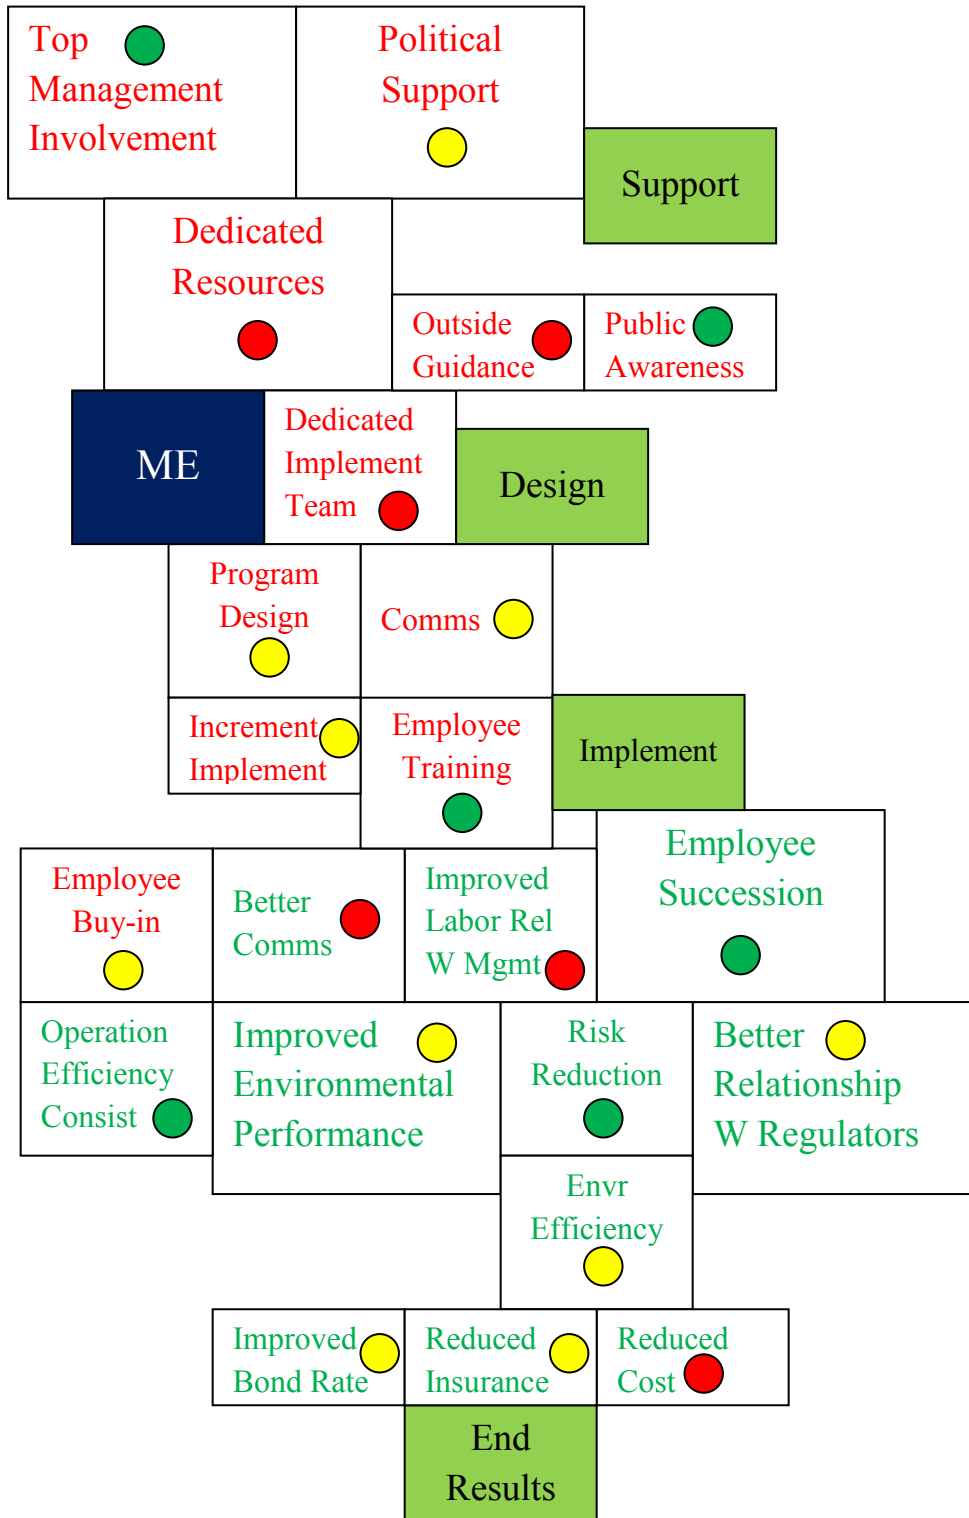 Top
Management
Involvement
Political
Support
Support
Dedicated
Resources
Outside
Guidance
Public
Awareness
ME
Dedicated
Implement
Team
Design
Program
Design
Comms
Increment
Implement
Employee
Training
Implement
Employee
Succession
Employee
Buy-in
Better
Comms
Improved
Labor Rel
W Mgmt
Operation
Efficiency
Consist
Improved
Environmental
Performance
Risk
Reduction
Better
Relationship
W Regulators
Envr
Efficiency
Improved
Bond Rate
Reduced
Insurance
Reduced
Cost
End
Results